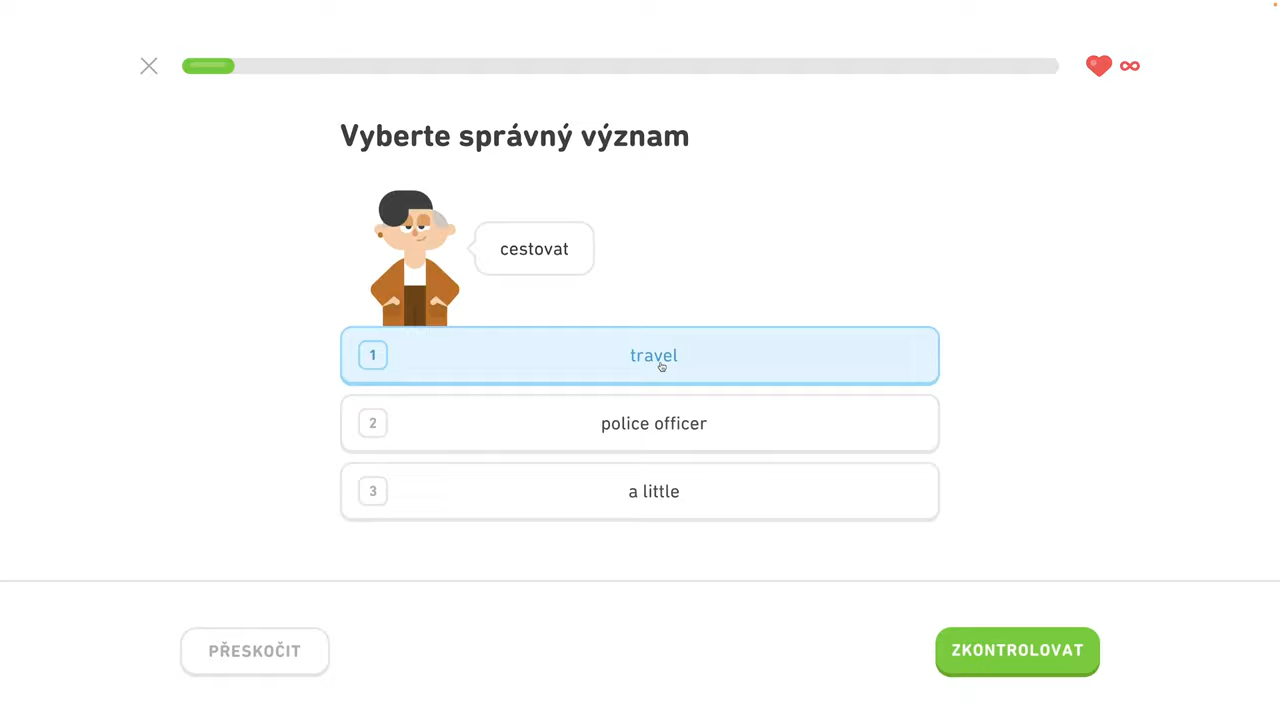 Vyberte správný význam
cestovat
1 travel
2 police officer
3 a little
PŘESKOČIT
ZKONTROLOVAT